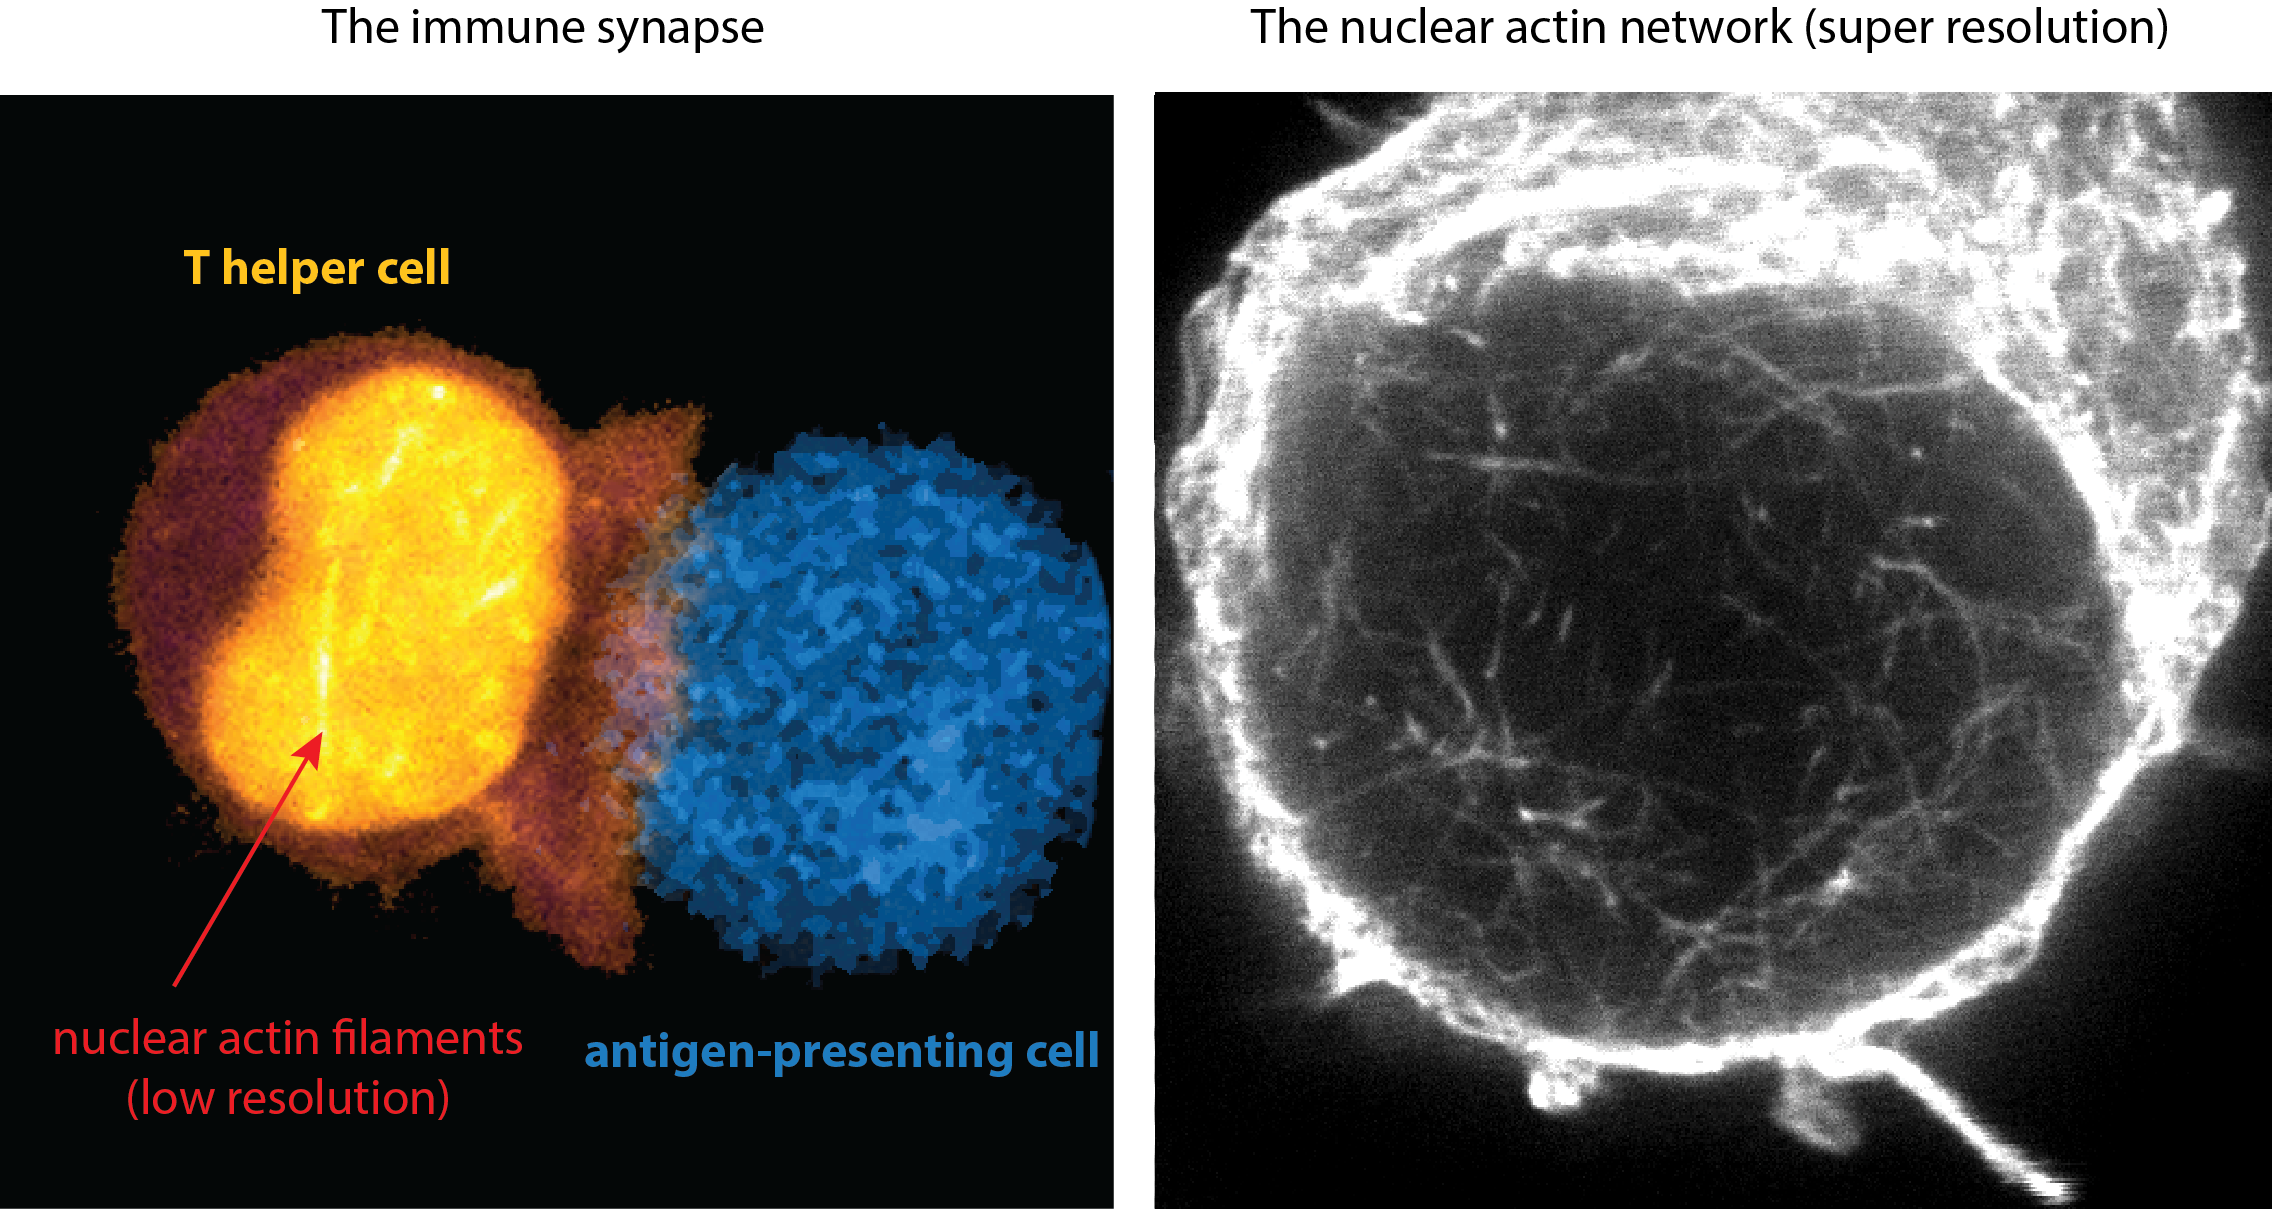 The immune synapse
The nuclear actin network (super resolution)
T helper cell
nuclear actin filaments
(low resolution)
antigen-presenting cell